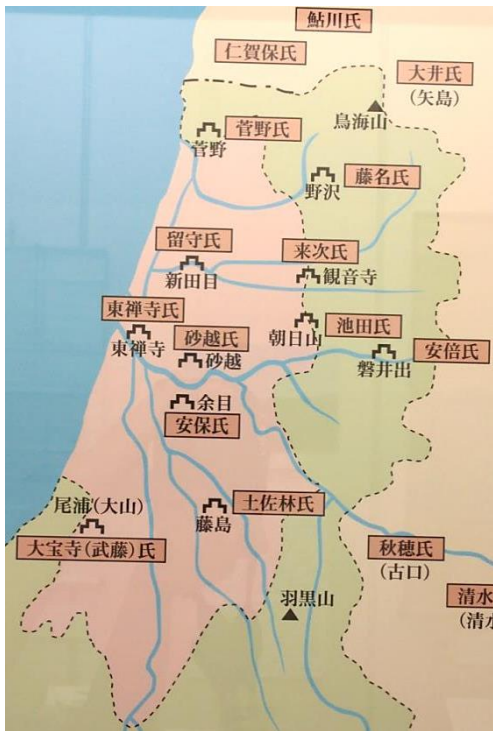 鮎川氏
仁賀保氏
大井氏
(矢島)
鳥海山
菅野氏
菅野
藤名氏
野沢
留守氏
新田目
来次氏
観音寺
東禅寺氏
東禅寺
砂越氏
砂越
朝日山
池田氏
磐井出
安倍氏
余目
安保氏
尾浦(大山)
大宝寺(武藤)氏
藤島
土佐林氏
秋穂氏
(古口)
羽黒山
清水
(清水